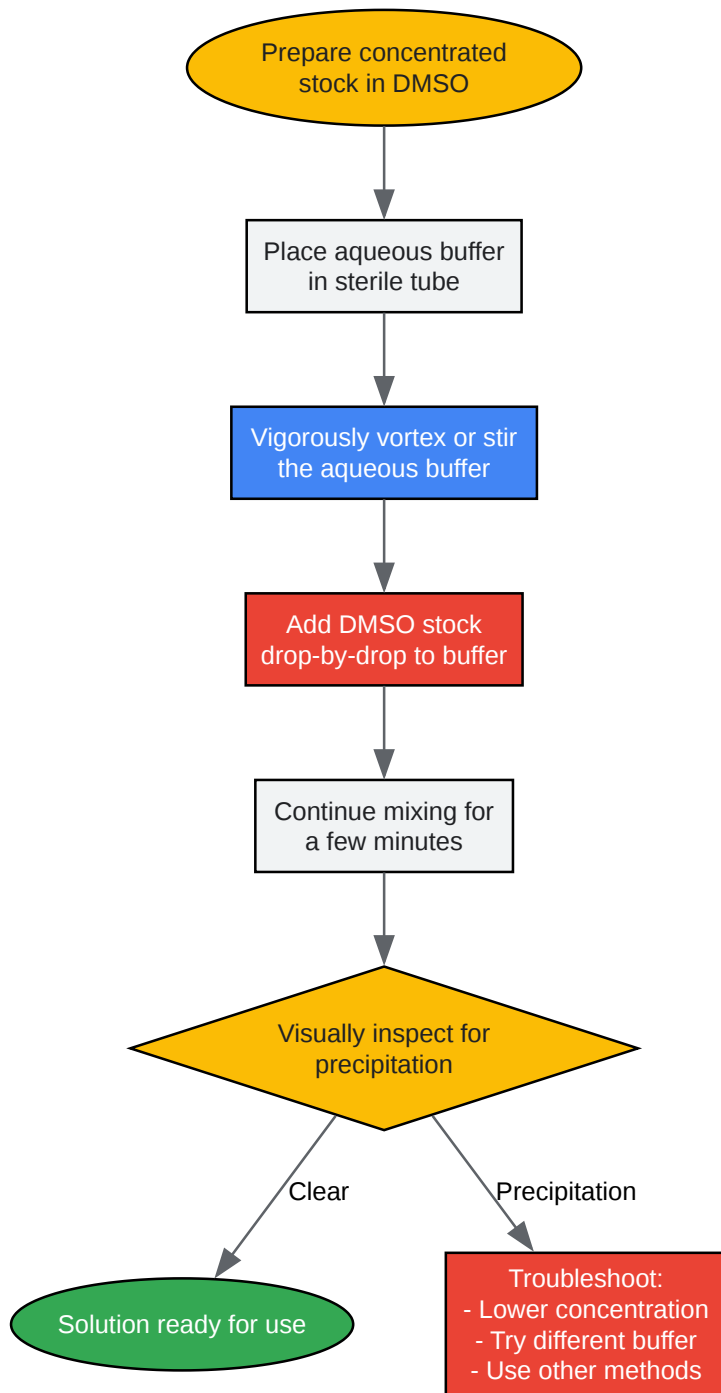 Prepare concentrated
stock in DMSO
Place aqueous buffer
in sterile tube
Vigorously vortex or stir
the aqueous buffer
Add DMSO stock
drop-by-drop to buffer
Continue mixing for
a few minutes
Visually inspect for
precipitation
Clear
Precipitation
Solution ready for use
Troubleshoot:
- Lower concentration
- Try different buffer
- Use other methods